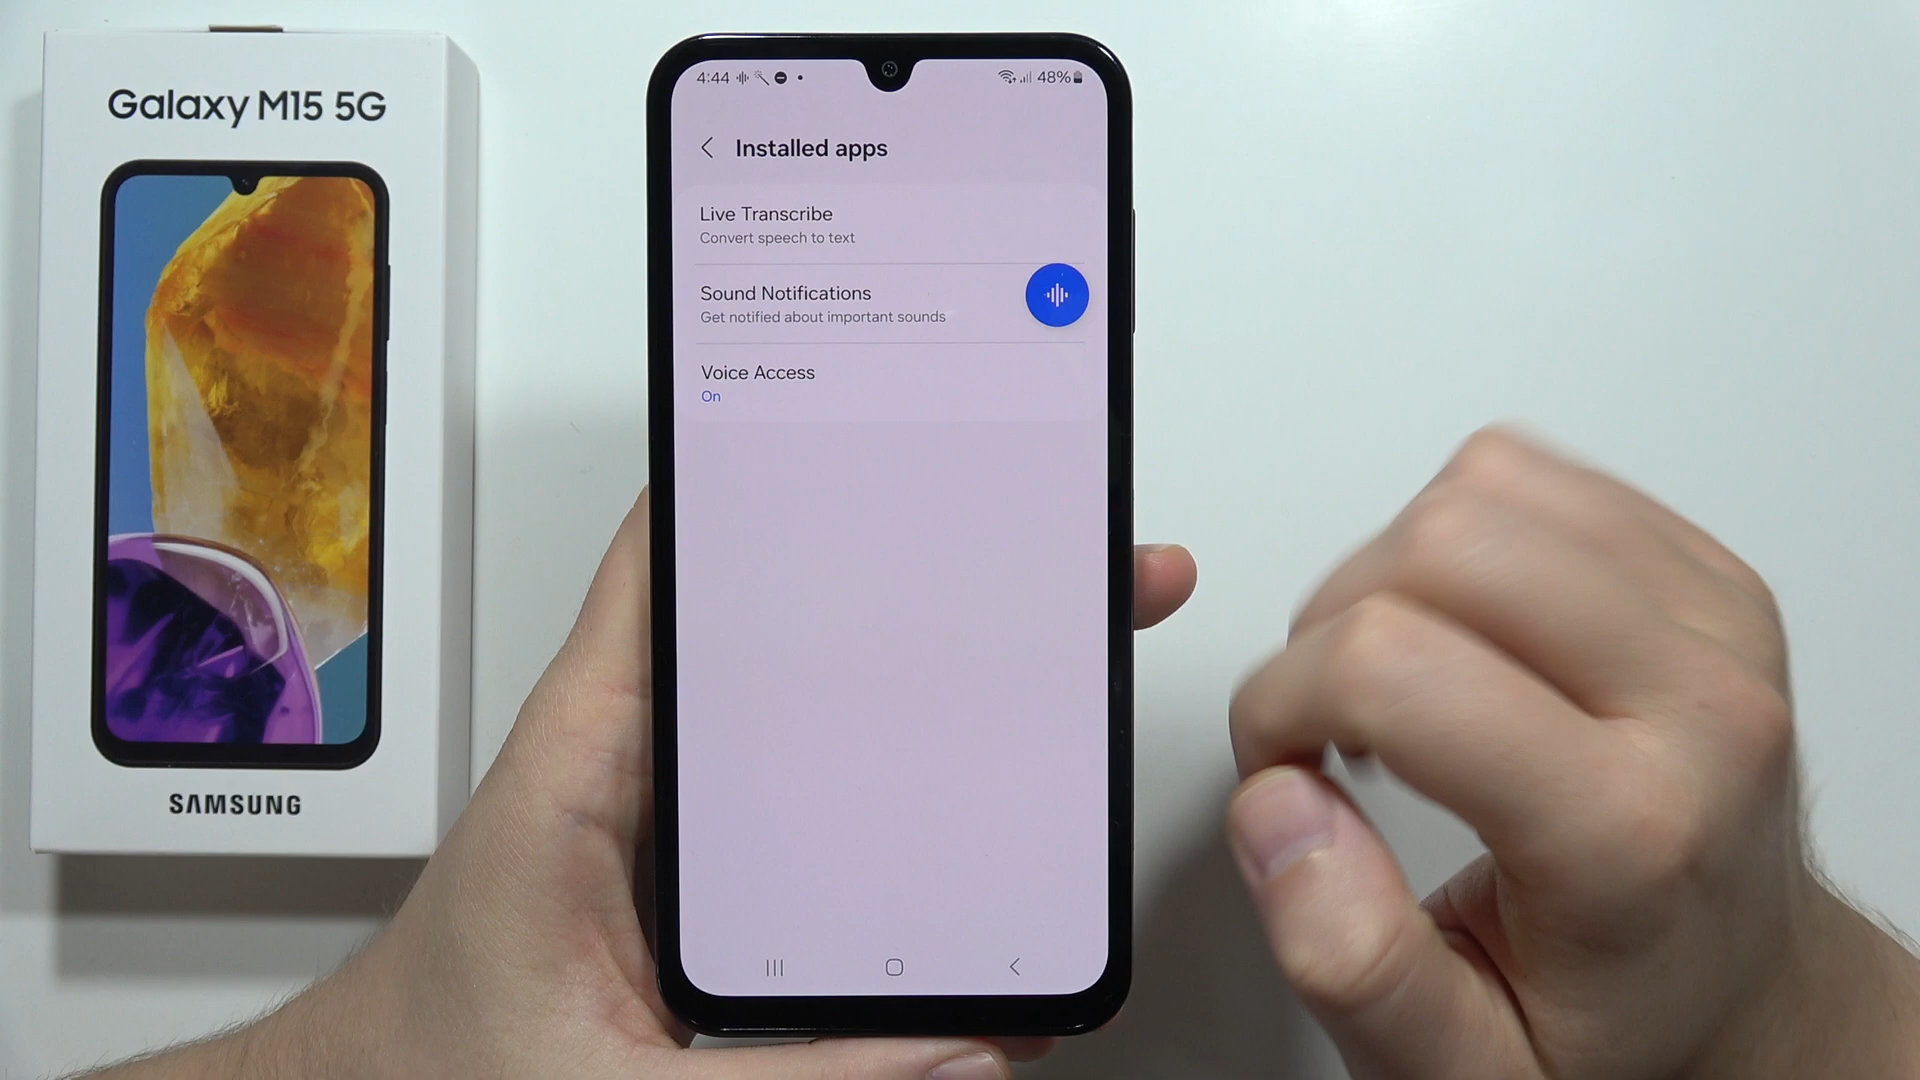 Galaxy M15 5G
SAMSUNG
4:44
48%
Installed apps
Live Transcribe
Convert speech to text
Sound Notifications
Get notified about important sounds
Voice Access
On